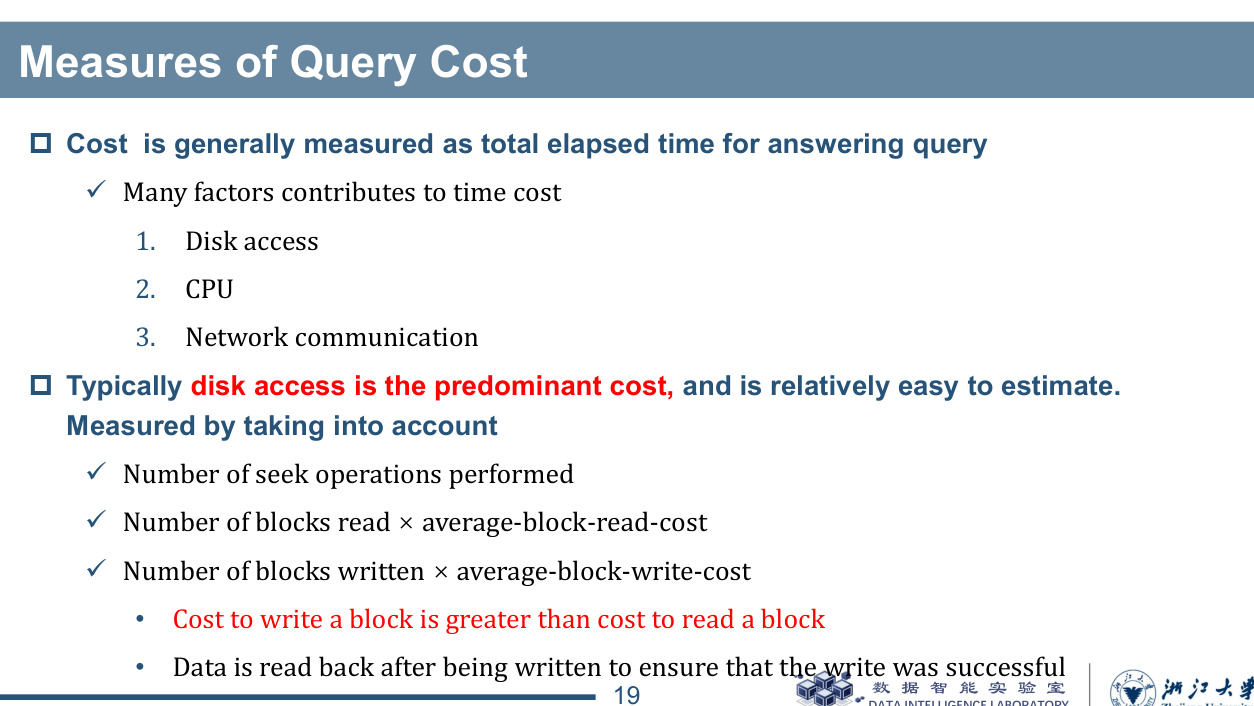 Measures of Query Cost
Cost is generally measured as total elapsed time for answering query
Many factors contributes to time cost
1. Disk access
2. CPU
3. Network communication
Typically disk access is the predominant cost, and is relatively easy to estimate.
Measured by taking into account
Number of seek operations performed
Number of blocks read × average-block-read-cost
Number of blocks written × average-block-write-cost
• Cost to write a block is greater than cost to read a block
• Data is read back after being written to ensure that the write was successful
19
数据智能实验室
DATA INTELLIGENCE LABORATORY
浙江大学